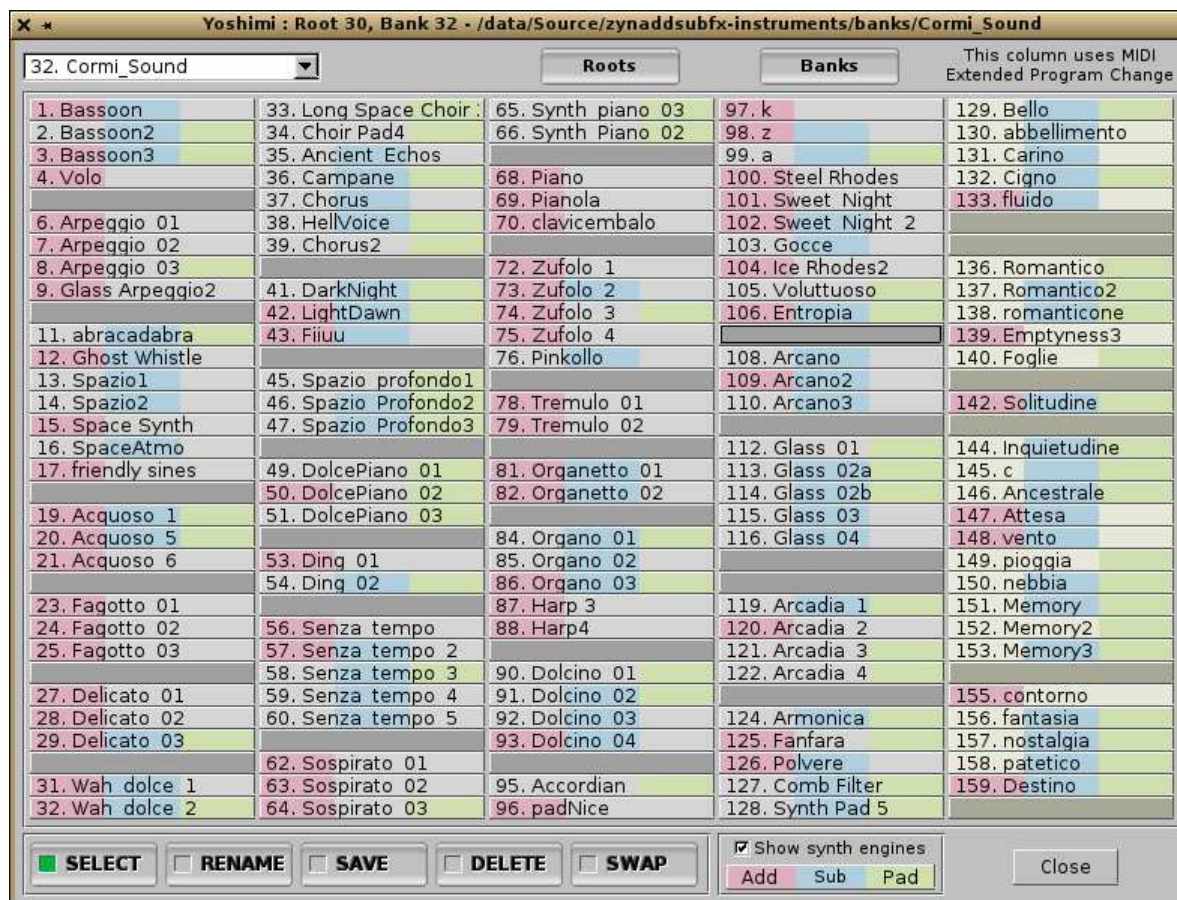 Yoshimi : Root 30, Bank 32 - /data/Source/zynaddsubfx-instruments/banks/Cormi_Sound
32. Cormi_Sound
Roots
Banks
This column uses MIDI
Extended Program Change
1. Bassoon
2. Bassoon2
3. Bassoon3
4. Volo
6. Arpeggio 01
7. Arpeggio 02
8. Arpeggio 03
9. Glass Arpeggio2
11. abracadabra
12. Ghost Whistle
13. Spazio1
14. Spazio2
15. Space Synth
16. SpaceAtmo
17. friendly sines
19. Acquoso 1
20. Acquoso 5
21. Acquoso 6
23. Fagotto 01
24. Fagotto 02
25. Fagotto 03
27. Delicato 01
28. Delicato 02
29. Delicato 03
31. Wah dolce 1
32. Wah dolce 2
33. Long Space Choir
34. Choir Pad4
35. Ancient Echos
36. Campane
37. Chorus
38. HellVoice
39. Chorus2
41. DarkNight
42. LightDawn
43. Fiiuu
45. Spazio profondo1
46. Spazio Profondo2
47. Spazio Profondo3
49. DolcePiano 01
50. DolcePiano 02
51. DolcePiano 03
53. Ding 01
54. Ding 02
56. Senza tempo
57. Senza tempo 2
58. Senza tempo 3
59. Senza tempo 4
60. Senza tempo 5
62. Sospirato 01
63. Sospirato 02
64. Sospirato 03
65. Synth piano 03
66. Synth Piano 02
68. Piano
69. Pianola
70. clavicembalo
72. Zufolo 1
73. Zufolo 2
74. Zufolo 3
75. Zufolo 4
76. Pinkollo
78. Tremulo 01
79. Tremulo 02
81. Organetto 01
82. Organetto 02
84. Organo 01
85. Organo 02
86. Organo 03
87. Harp 3
88. Harp4
90. Dolcino 01
91. Dolcino 02
92. Dolcino 03
93. Dolcino 04
95. Accordian
96. padNice
97. k
98. z
99. a
100. Steel Rhodes
101. Sweet Night
102. Sweet Night 2
103. Gocce
104. Ice Rhodes2
105. Voluttuoso
106. Entropia
108. Arcano
109. Arcano2
110. Arcano3
112. Glass 01
113. Glass 02a
114. Glass 02b
115. Glass 03
116. Glass 04
119. Arcadia 1
120. Arcadia 2
121. Arcadia 3
122. Arcadia 4
124. Armonica
125. Fanfara
126. Polvere
127. Comb Filter
128. Synth Pad 5
129. Bello
130. abbellimento
131. Carino
132. Cigno
133. fluido
136. Romantico
137. Romantico2
138. romanticone
139. Emptyness3
140. Foglie
142. Solitudine
144. Inquietudine
145. c
146. Ancestrale
147. Attesa
148. vento
149. pioggia
150. nebbia
151. Memory
152. Memory2
153. Memory3
155. contorno
156. fantasia
157. nostalgia
158. patetico
159. Destino
SELECT
RENAME
SAVE
DELETE
SWAP
Show synth engines
Add Sub Pad
Close